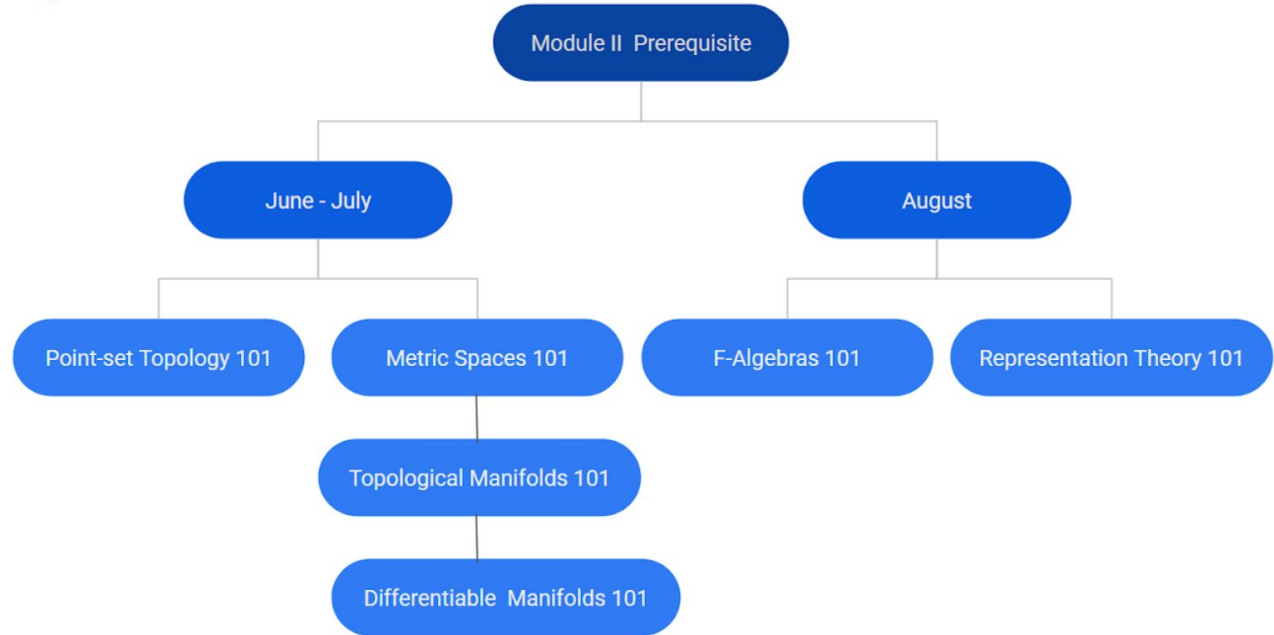 Module II  Prerequisite
June - July
August
Point-set Topology 101
Metric Spaces 101
F-Algebras 101
Representation Theory 101
Topological Manifolds 101
Differentiable  Manifolds 101